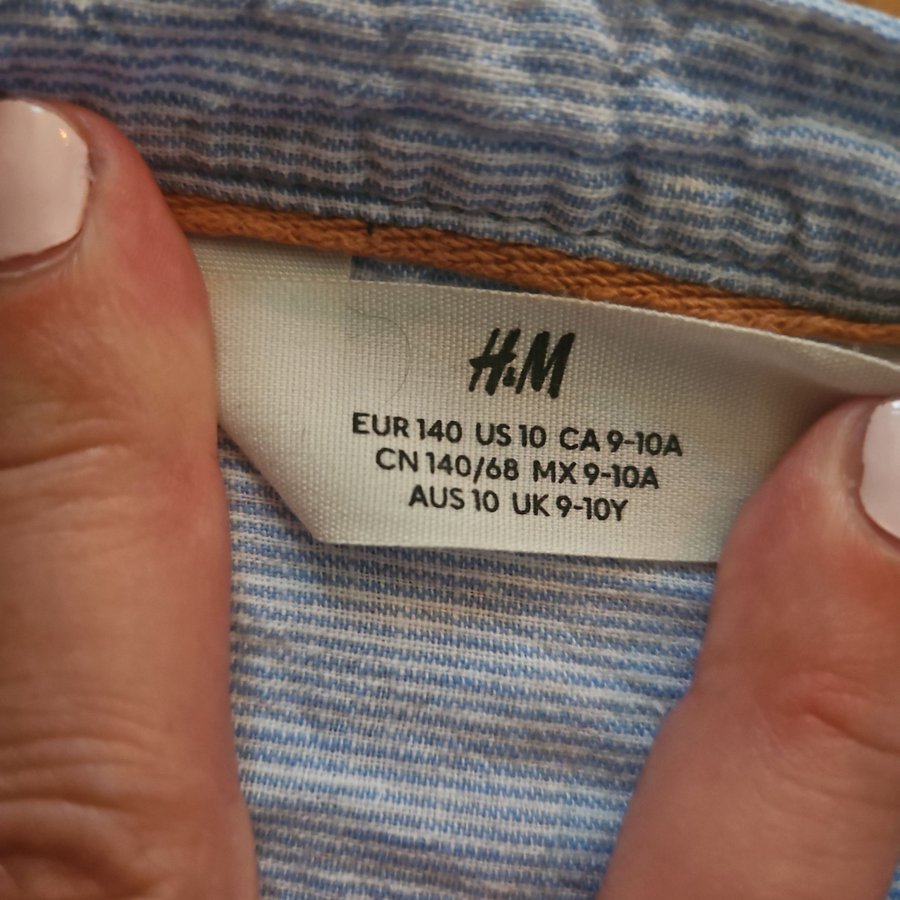 H&M
EUR 140 US 10 CA 9-10A
CN 140/68 MX 9-10A
AUS 10 UK 9-10Y